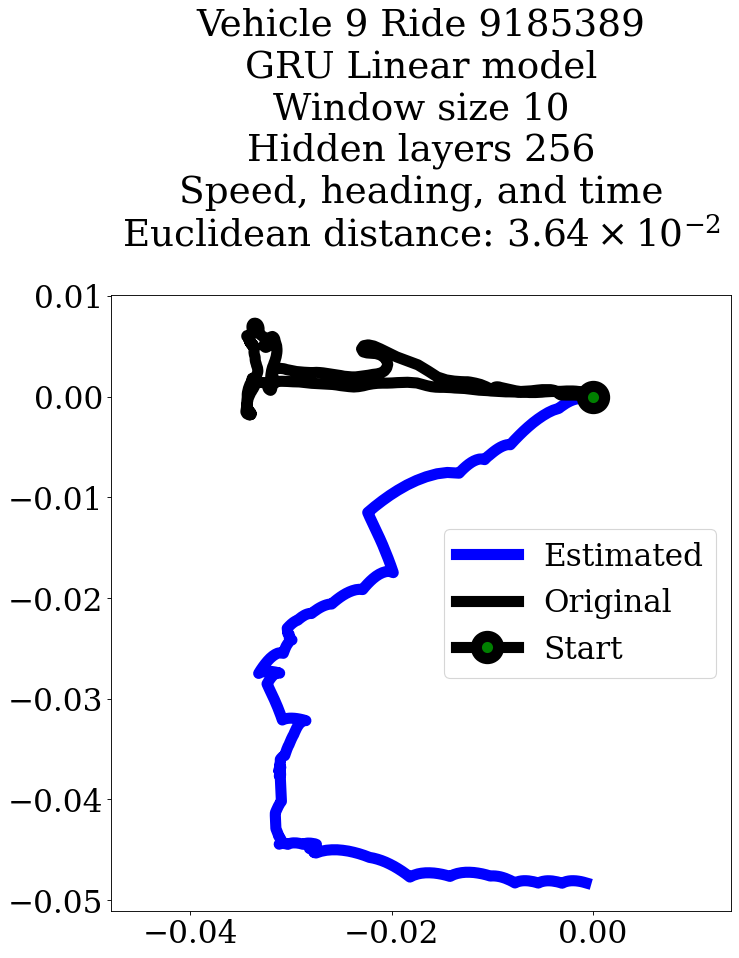 Vehicle 9 Ride 9185389
GRU Linear model
Window size 10
Hidden layers 256
Speed, heading, and time
Euclidean distance: 3.64 × 10⁻²
0.01
0.00
−0.01
−0.02
−0.03
−0.04
−0.05
Estimated
Original
Start
−0.04 −0.02 0.00